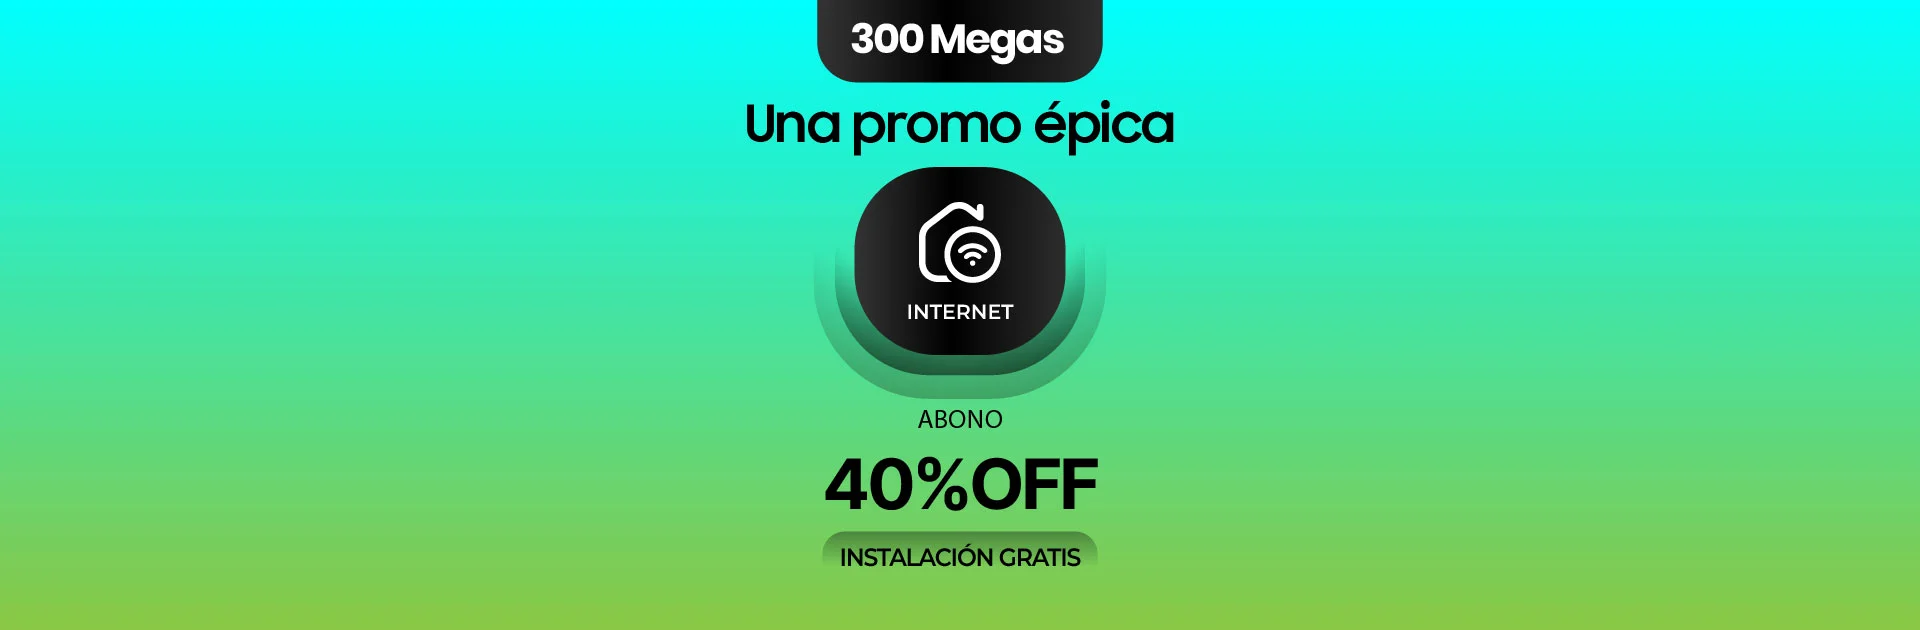 300 Megas
Una promo épica
INTERNET
ABONO
40%OFF
INSTALACIÓN GRATIS